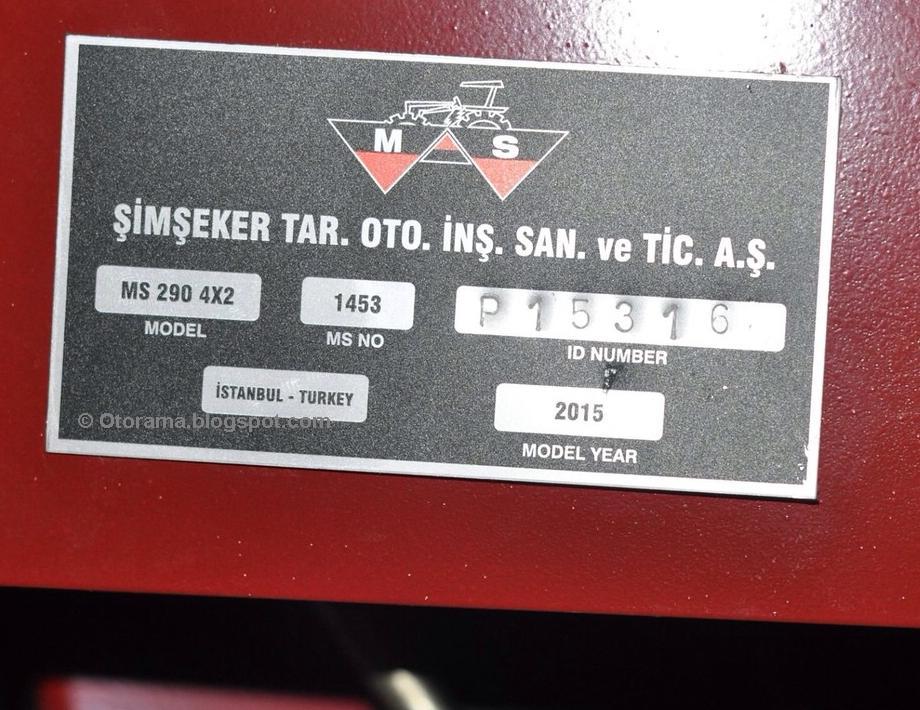 M S
ŞİMŞEKER TAR. OTO. İNŞ. SAN. ve TİC. A.Ş.
MS 290 4X2 1453 P15316
MODEL MS NO ID NUMBER
İSTANBUL - TURKEY 2015
© Otorama.blogspot.com
MODEL YEAR